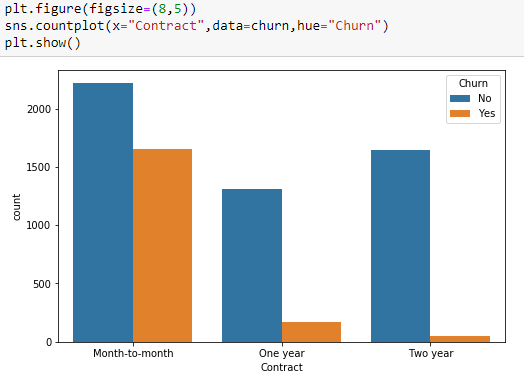 plt.figure(figsize=(8,5))
sns.countplot(x="Contract",data=churn,hue="Churn")
plt.show()
Churn
No
Yes
2000
1500
1000
500
0
count
Month-to-month
One year
Two year
Contract